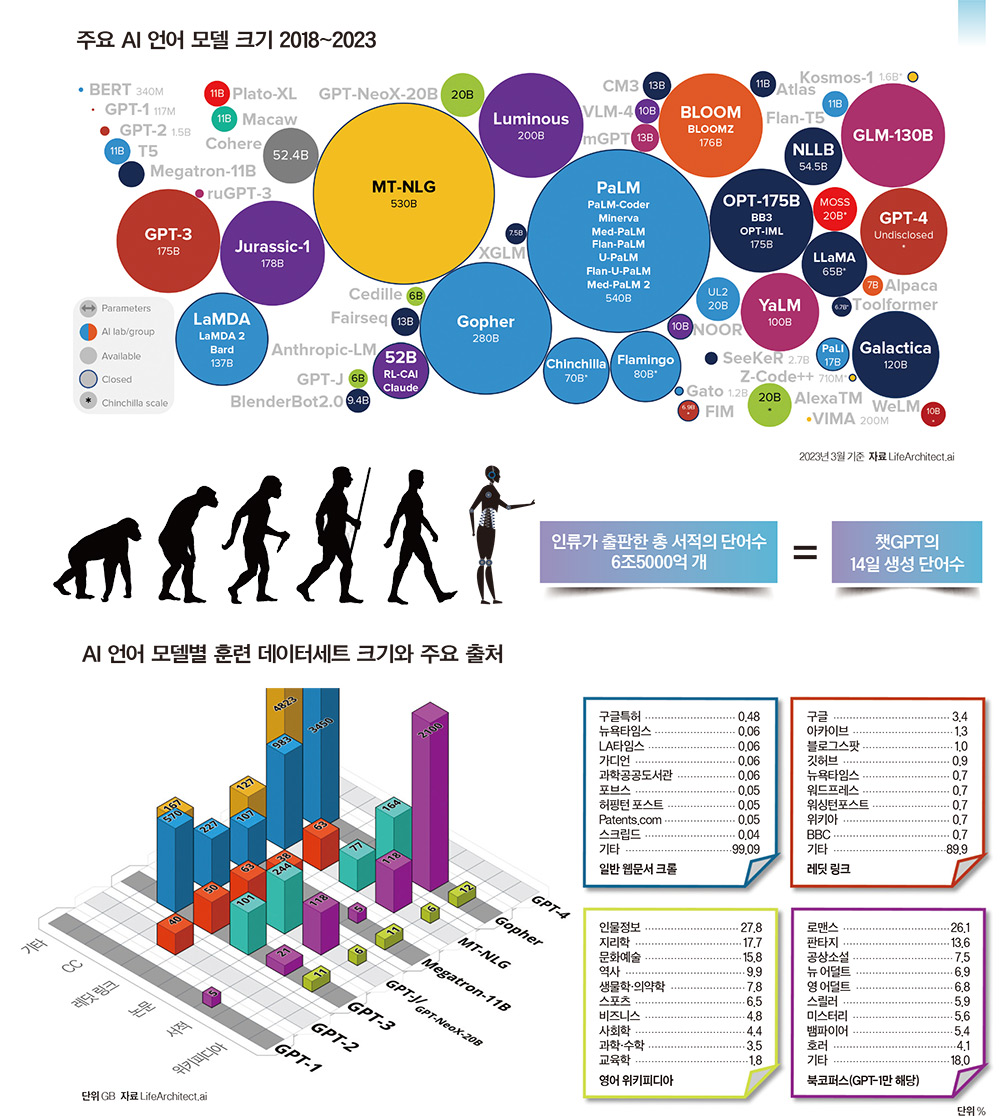 주요 AI 언어 모델 크기 2018~2023
BERT 340M
GPT-1 117M
GPT-2 1.5B
11B T5
Megatron-11B
11B Plato-XL
11B Macaw
Cohere
52.4B
ruGPT-3
GPT-3
175B
Jurassic-1
178B
GPT-NeoX-20B 20B
MT-NLG
530B
Luminous
200B
CM3 13B
VLM-4 10B
mGPT 13B
BLOOM
BLOOMZ
176B
11B Atlas
Kosmos-1 1.6B*
Flan-T5 11B
GLM-130B
NLLB
54.5B
PaLM
PaLM-Coder
Minerva
Med-PaLM
Flan-PaLM
U-PaLM
Flan-U-PaLM
Med-PaLM 2
540B
OPT-175B
BB3
OPT-IML
175B
MOSS
20B*
GPT-4
Undisclosed
*
7.5B
XGLM
LLaMA
65B*
7B Alpaca
6.7B* Toolformer
UL2
20B
YaLM
100B
10B NOOR
Cedille 6B
Fairseq 13B
Gopher
280B
LaMDA
LaMDA 2
Bard
137B
Anthropic-LM
52B
RL-CAI
Claude
GPT-J 6B
BlenderBot2.0 9.4B
Chinchilla
70B*
Flamingo
80B*
SeeKeR 2.7B
PaLI
17B
Galactica
120B
Z-Code++ 710M*
Gato 1.2B
6.9B
*
FIM
20B
*
AlexaTM
VIMA 200M
WeLM
10B
*
Parameters
AI lab/group
Available
Closed
* Chinchilla scale
2023년 3월 기준 자료 LifeArchitect.ai
인류가 출판한 총 서적의 단어수
6조5000억 개
=
챗GPT의
14일 생성 단어수
AI 언어 모델별 훈련 데이터세트 크기와 주요 출처
4823
3450
983
2100
167
570
127
227
107
164
63
77
38
63
50
244
118
40
101
118
5
12
6
11
21
6
11
5
기타
CC
레딧 링크
논문
서적
위키피디아
GPT-1
GPT-2
GPT-3
GPT-J/GPT-NeoX-20B
Megatron-11B
MT-NLG
Gopher
GPT-4
단위 GB 자료 LifeArchitect.ai
구글특허 0.48
뉴욕타임스 0.06
LA타임스 0.06
가디언 0.06
과학공공도서관 0.06
포브스 0.05
허핑턴 포스트 0.05
Patents.com 0.05
스크립드 0.04
기타 99.09
일반 웹문서 크롤
구글 3.4
아카이브 1.3
블로그스팟 1.0
깃허브 0.9
뉴욕타임스 0.7
워드프레스 0.7
워싱턴포스트 0.7
위키아 0.7
BBC 0.7
기타 89.9
레딧 링크
인물정보 27.8
지리학 17.7
문화예술 15.8
역사 9.9
생물학·의약학 7.8
스포츠 6.5
비즈니스 4.8
사회학 4.4
과학·수학 3.5
교육학 1.8
영어 위키피디아
로맨스 26.1
판타지 13.6
공상소설 7.5
뉴 어덜트 6.9
영 어덜트 6.8
스릴러 5.9
미스터리 5.6
뱀파이어 5.4
호러 4.1
기타 18.0
북코퍼스(GPT-1만 해당)
단위 %